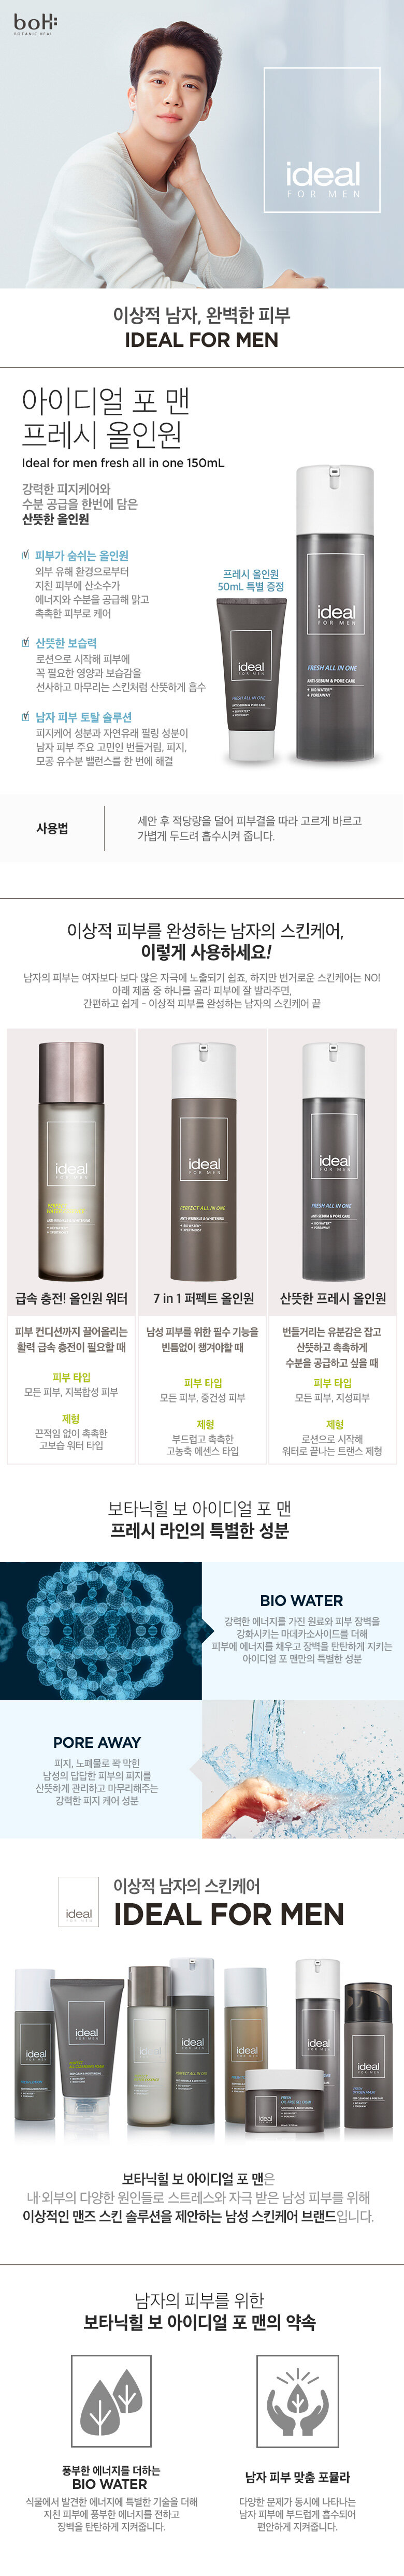 boH
BOTANIC HEAL
ideal
FOR MEN
이상적 남자, 완벽한 피부
IDEAL FOR MEN
아이디얼 포 맨
프레시 올인원
Ideal for men fresh all in one 150mL
강력한 피지케어와
수분 공급을 한번에 담은
산뜻한 올인원
피부가 숨쉬는 올인원
외부 유해 환경으로부터
지친 피부에 산소수가
에너지와 수분을 공급해 맑고
촉촉한 피부로 케어
산뜻한 보습력
로션으로 시작해 피부에
꼭 필요한 영양과 보습감을
선사하고 마무리는 스킨처럼 산뜻하게 흡수
남자 피부 토탈 솔루션
피지케어 성분과 자연유래 필링 성분이
남자 피부 주요 고민인 번들거림, 피지,
모공 유수분 밸런스를 한 번에 해결
프레시 올인원
50mL 특별 증정
ideal
FOR MEN
FRESH ALL IN ONE
ANTI-SEBUM & PORE CARE
BIO WATER
POREAWAY
ideal
FOR MEN
FRESH ALL IN ONE
ANTI-SEBUM & PORE CARE
BIO WATER
POREAWAY
사용법
세안 후 적당량을 덜어 피부결을 따라 고르게 바르고
가볍게 두드려 흡수시켜 줍니다.
이상적 피부를 완성하는 남자의 스킨케어,
이렇게 사용하세요!
남자의 피부는 여자보다 보다 많은 자극에 노출되기 쉽죠, 하지만 번거로운 스킨케어는 NO!
아래 제품 중 하나를 골라 피부에 잘 발라주면,
간편하고 쉽게 - 이상적 피부를 완성하는 남자의 스킨케어 끝
ideal
FOR MEN
ideal
FOR MEN
PERFECT ALL IN ONE
ANTI-WRINKLE & WHITENING
ideal
FOR MEN
FRESH ALL IN ONE
ANTI-SEBUM & PORE CARE
BIO WATER
POREAWAY
급속 충전! 올인원 워터
피부 컨디션까지 끌어올리는
활력 급속 충전이 필요할 때
피부 타입
모든 피부, 지복합성 피부
제형
끈적임 없이 촉촉한
고보습 워터 타입
7 in 1 퍼펙트 올인원
남성 피부를 위한 필수 기능을
빈틈없이 챙겨야할 때
피부 타입
모든 피부, 중건성 피부
제형
부드럽고 촉촉한
고농축 에센스 타입
산뜻한 프레시 올인원
번들거리는 유분감은 잡고
산뜻하고 촉촉하게
수분을 공급하고 싶을 때
피부 타입
모든 피부, 지성피부
제형
로션으로 시작해
워터로 끝나는 트랜스 제형
보타닉힐 보 아이디얼 포 맨
프레시 라인의 특별한 성분
BIO WATER
강력한 에너지를 가진 원료와 피부 장벽을
강화시키는 마데카소사이드를 더해
피부에 에너지를 채우고 장벽을 탄탄하게 지키는
아이디얼 포 맨만의 특별한 성분
PORE AWAY
피지, 노폐물로 꽉 막힌
남성의 답답한 피부의 피지를
산뜻하게 관리하고 마무리해주는
강력한 피지 케어 성분
ideal
FOR MEN
이상적 남자의 스킨케어
IDEAL FOR MEN
ideal
ideal
ideal
ideal
ideal
ideal
ideal
ideal
보타닉힐 보 아이디얼 포 맨은
내·외부의 다양한 원인들로 스트레스와 자극 받은 남성 피부를 위해
이상적인 맨즈 스킨 솔루션을 제안하는 남성 스킨케어 브랜드입니다.
남자의 피부를 위한
보타닉힐 보 아이디얼 포 맨의 약속
풍부한 에너지를 더하는
BIO WATER
식물에서 발견한 에너지에 특별한 기술을 더해
지친 피부에 풍부한 에너지를 전하고
장벽을 탄탄하게 지켜줍니다.
남자 피부 맞춤 포뮬라
다양한 문제가 동시에 나타나는
남자 피부에 부드럽게 흡수되어
편안하게 지켜줍니다.